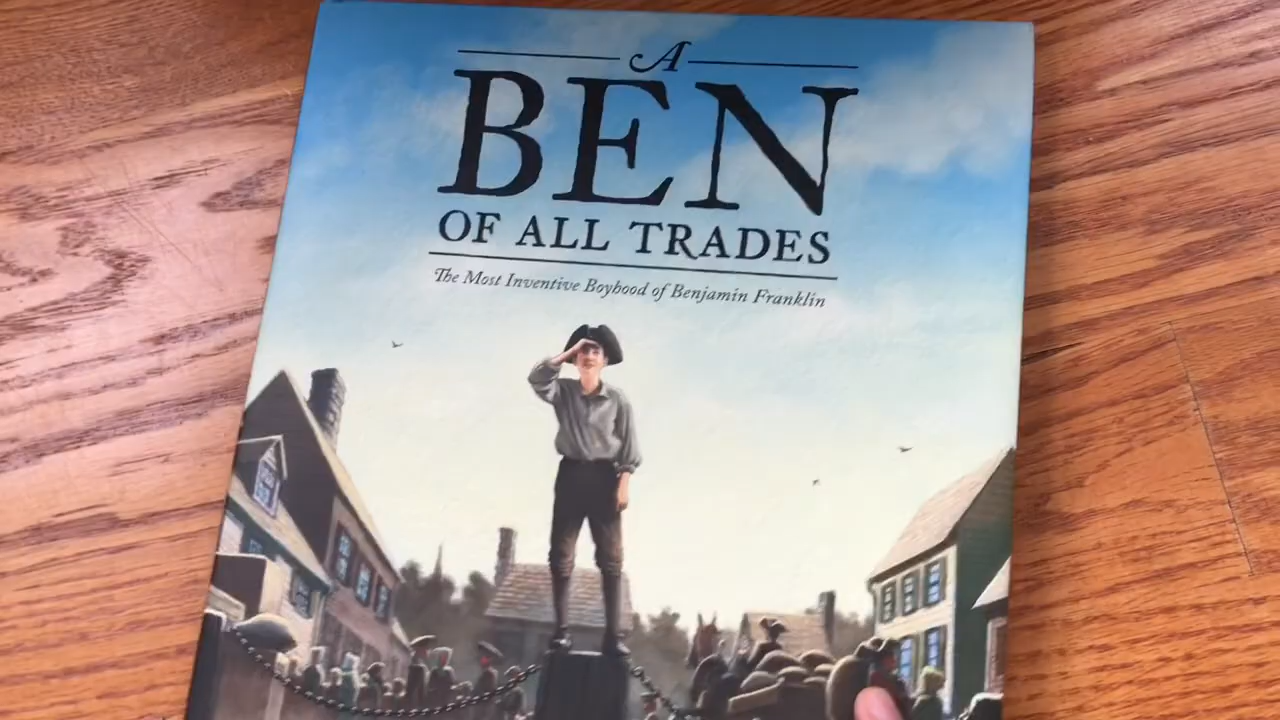 A
BEN
OF ALL TRADES
The Most Inventive Boyhood of Benjamin Franklin